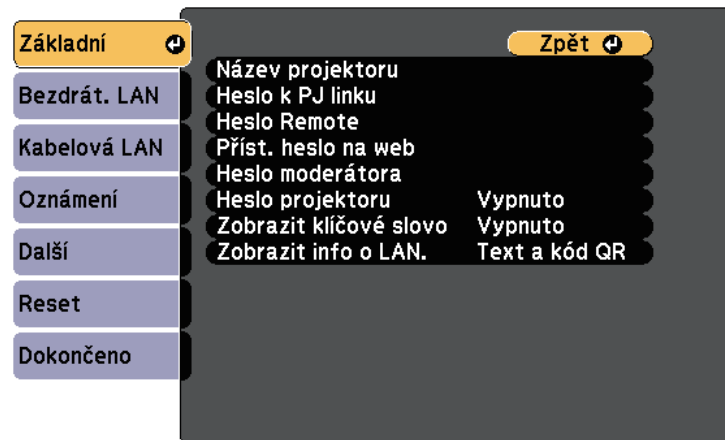 Základní
Bezdrát. LAN
Kabelová LAN
Oznámení
Další
Reset
Dokončeno
Zpět
Název projektoru
Heslo k PJ linku
Heslo Remote
Příst. heslo na web
Heslo moderátora
Heslo projektoru Vypnuto
Zobrazit klíčové slovo Vypnuto
Zobrazit info o LAN. Text a kód QR